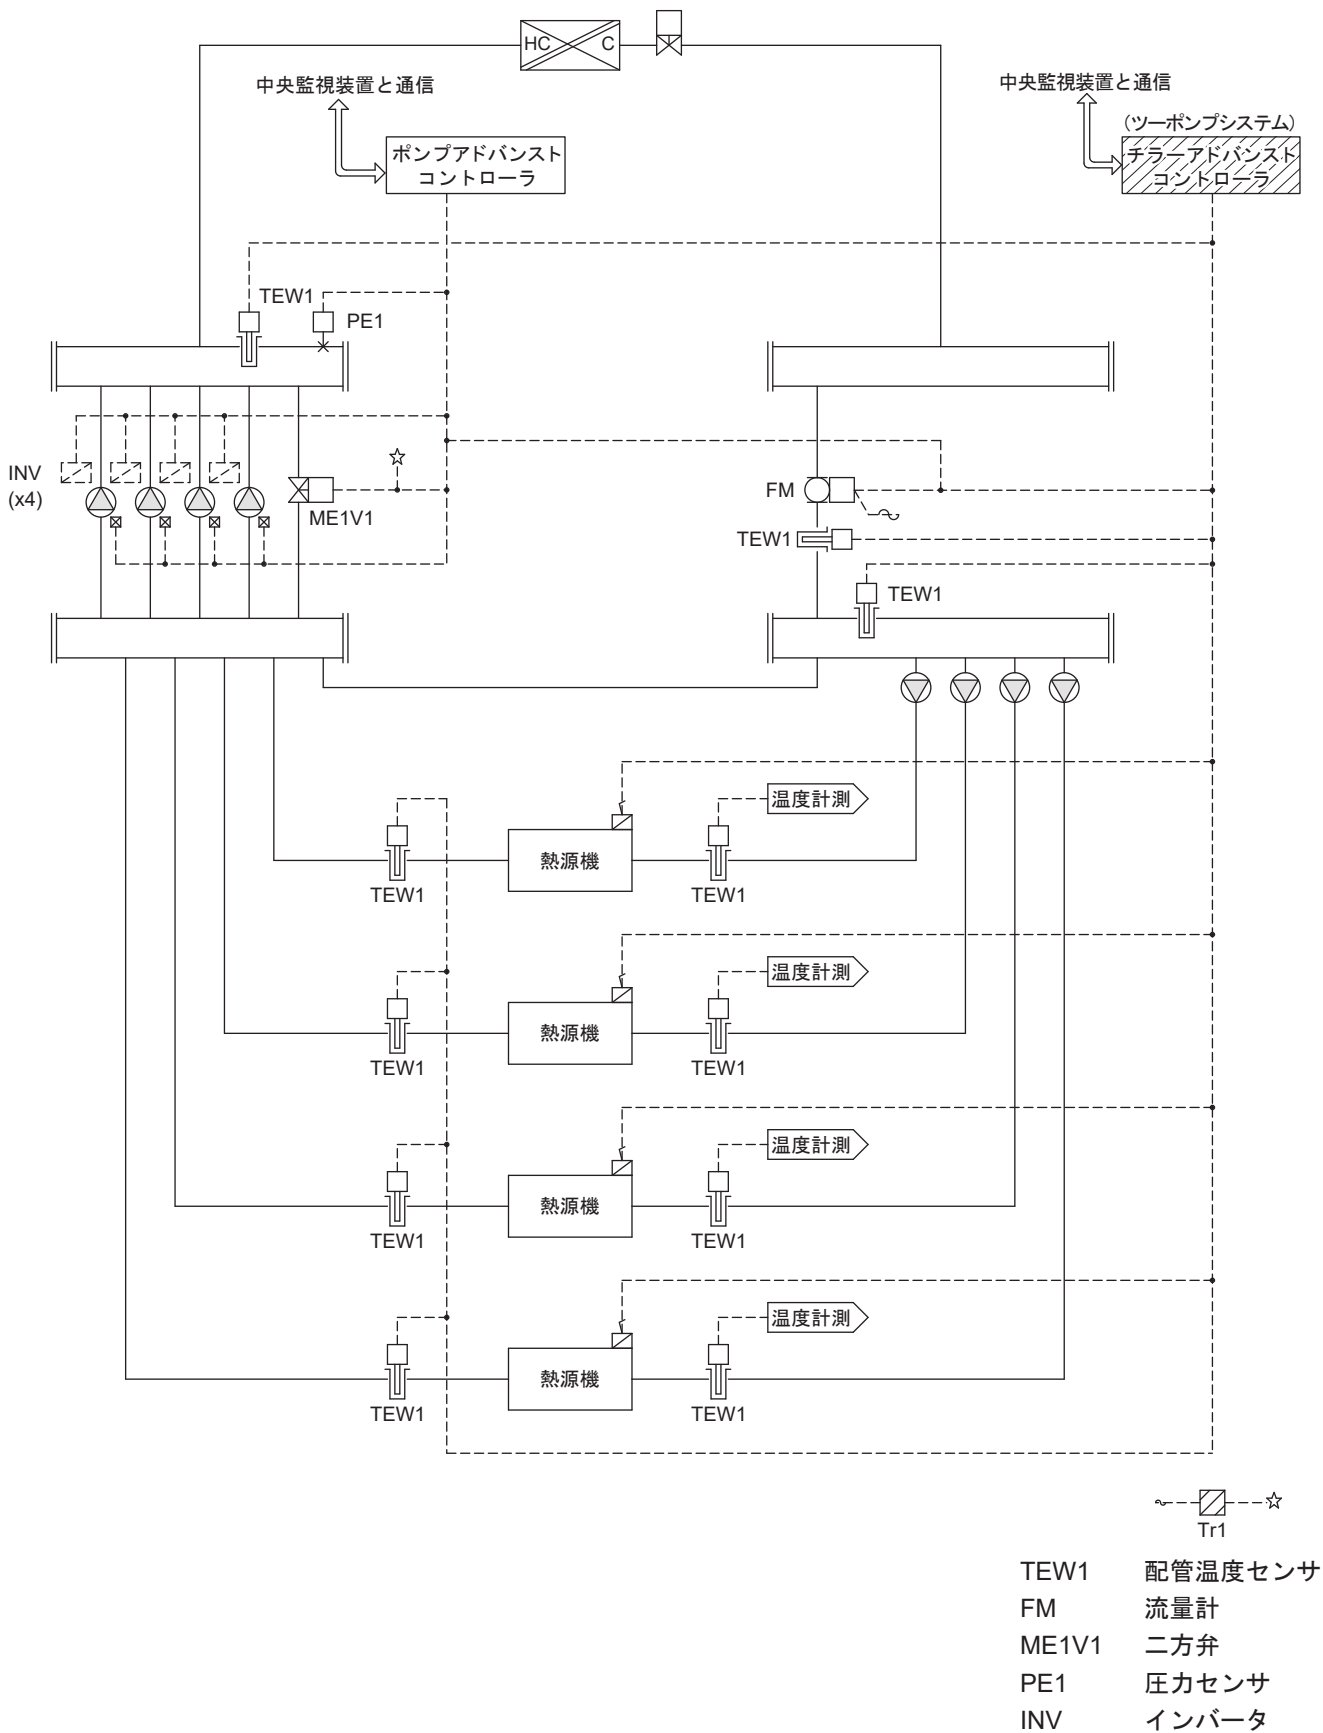 HC C
中央監視装置と通信
中央監視装置と通信
(ツーポンプシステム)
ポンプアドバンスト
コントローラ
チラーアドバンスト
コントローラ
TEW1
PE1
INV
(x4)
ME1V1
FM
TEW1
TEW1
温度計測
熱源機
TEW1
TEW1
温度計測
熱源機
TEW1
TEW1
温度計測
熱源機
TEW1
TEW1
温度計測
熱源機
TEW1
TEW1
Tr1
TEW1 配管温度センサ
FM 流量計
ME1V1 二方弁
PE1 圧力センサ
INV インバータ